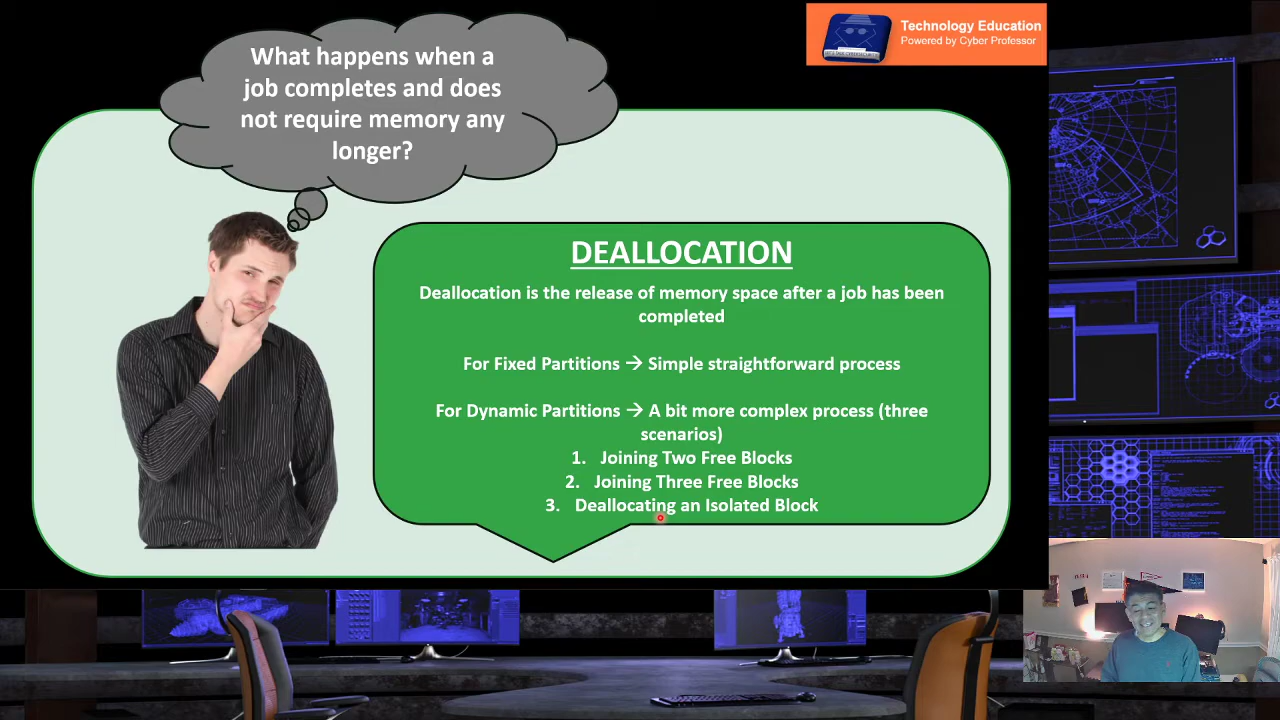 What happens when a
job completes and does
not require memory any
longer?
Technology Education
Powered by Cyber Professor
DEALLOCATION
Deallocation is the release of memory space after a job has been
completed
For Fixed Partitions → Simple straightforward process
For Dynamic Partitions → A bit more complex process (three
scenarios)
1. Joining Two Free Blocks
2. Joining Three Free Blocks
3. Deallocating an Isolated Block